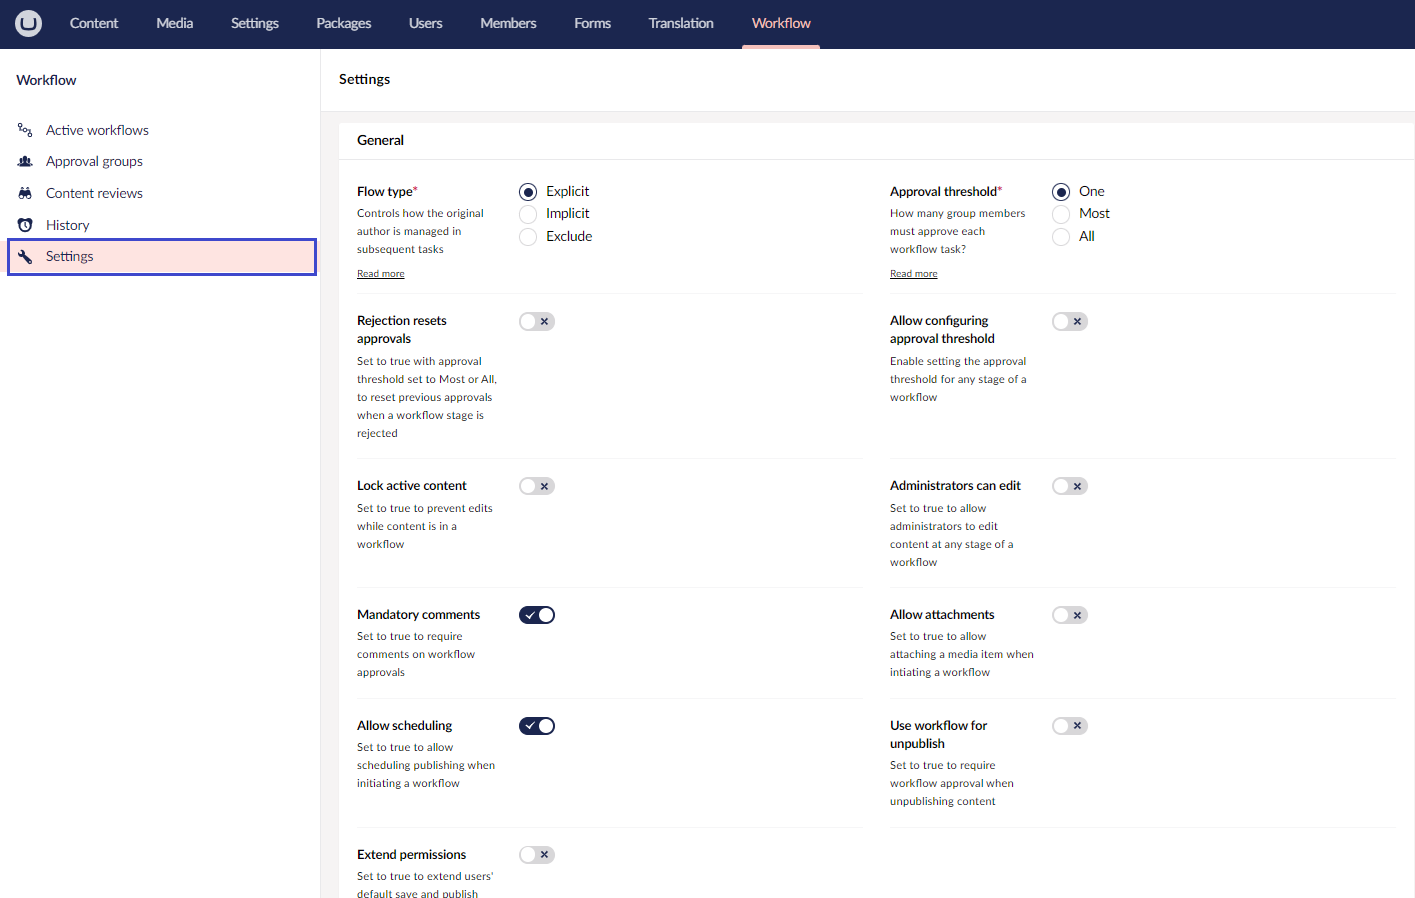 Content Media Settings Packages Users Members Forms Translation Workflow
Workflow
Active workflows
Approval groups
Content reviews
History
Settings
Settings
General
Flow type*
Controls how the original
author is managed in
subsequent tasks
Read more
Explicit
Implicit
Exclude
Approval threshold*
How many group members
must approve each
workflow task?
Read more
One
Most
All
Rejection resets
approvals
Set to true with approval
threshold set to Most or All,
to reset previous approvals
when a workflow stage is
rejected
Allow configuring
approval threshold
Enable setting the approval
threshold for any stage of a
workflow
Lock active content
Set to true to prevent edits
while content is in a
workflow
Administrators can edit
Set to true to allow
administrators to edit
content at any stage of a
workflow
Mandatory comments
Set to true to require
comments on workflow
approvals
Allow attachments
Set to true to allow
attaching a media item when
intiating a workflow
Allow scheduling
Set to true to allow
scheduling publishing when
initiating a workflow
Use workflow for
unpublish
Set to true to require
workflow approval when
unpublishing content
Extend permissions
Set to true to extend users'
default save and publish